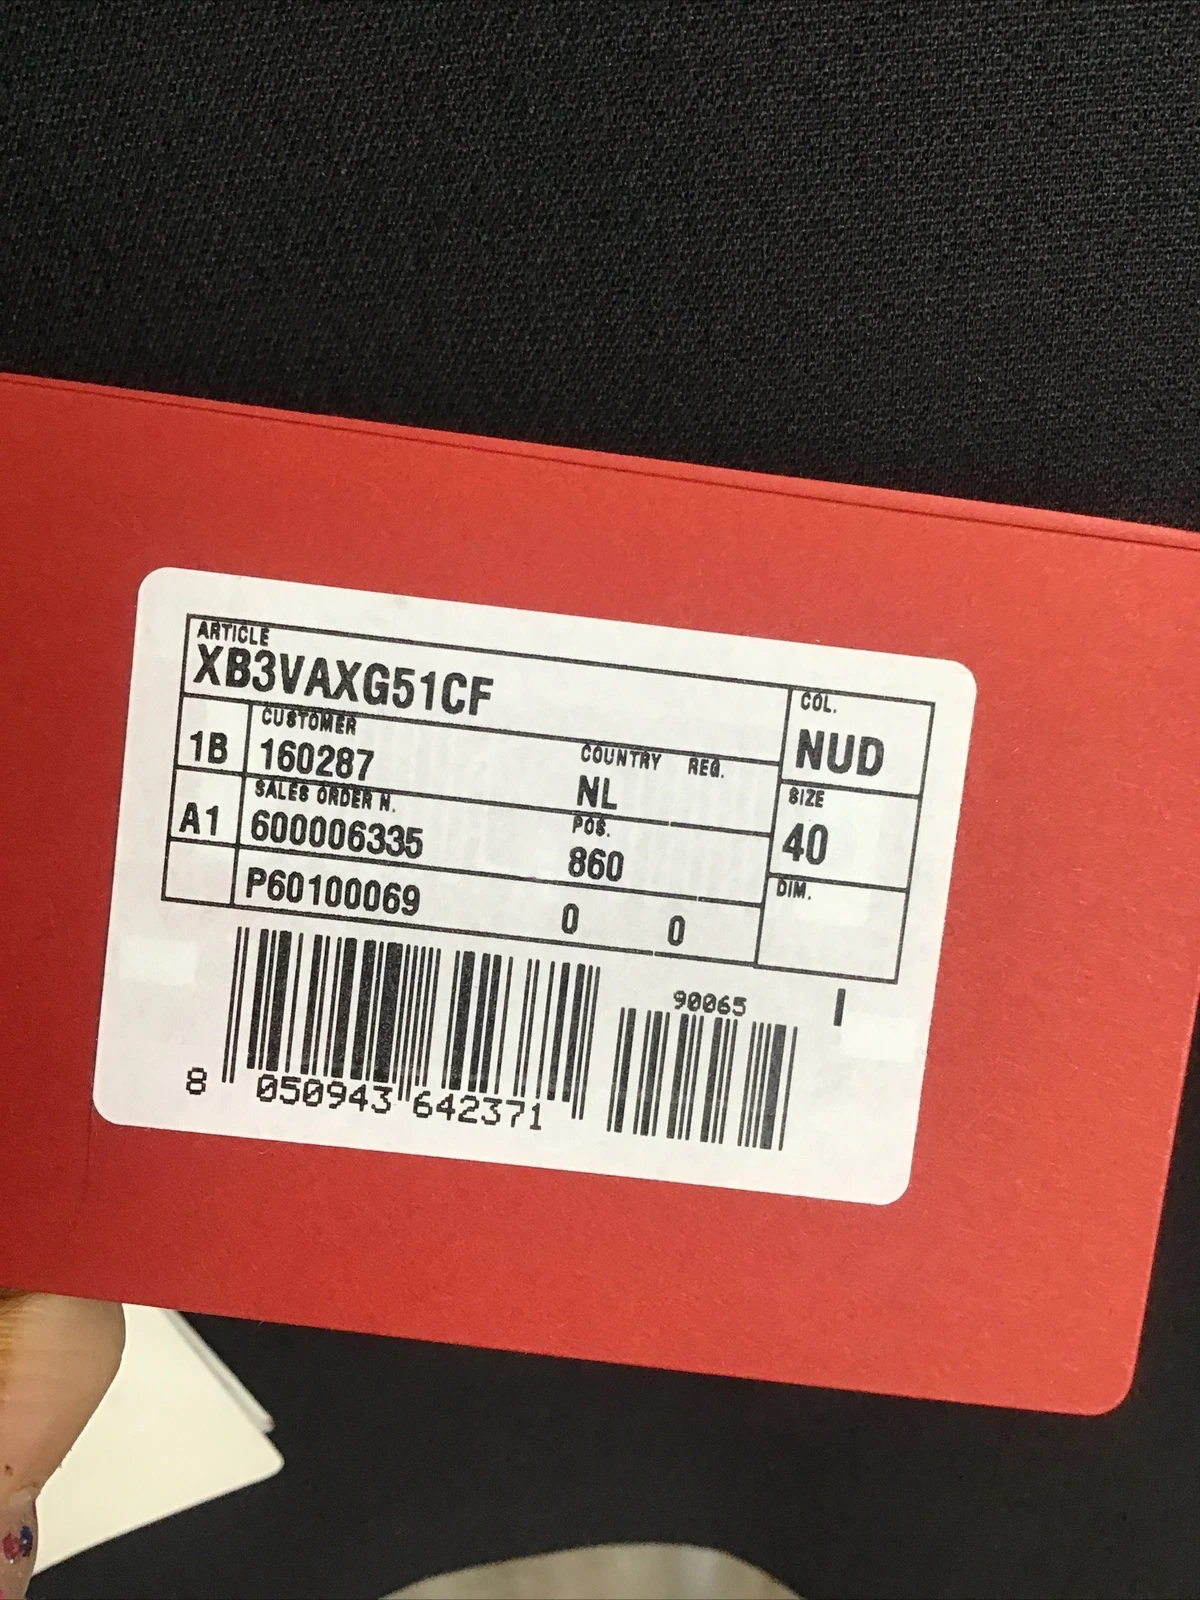 ARTICLE
XB3VAXG51CF
COL.
NUD
1B
CUSTOMER
160287
COUNTRY REG.
NL
SIZE
40
A1
SALES ORDER N.
600006335
POS.
860
DIM.
P60100069 0 0
90065
8 050943 642371